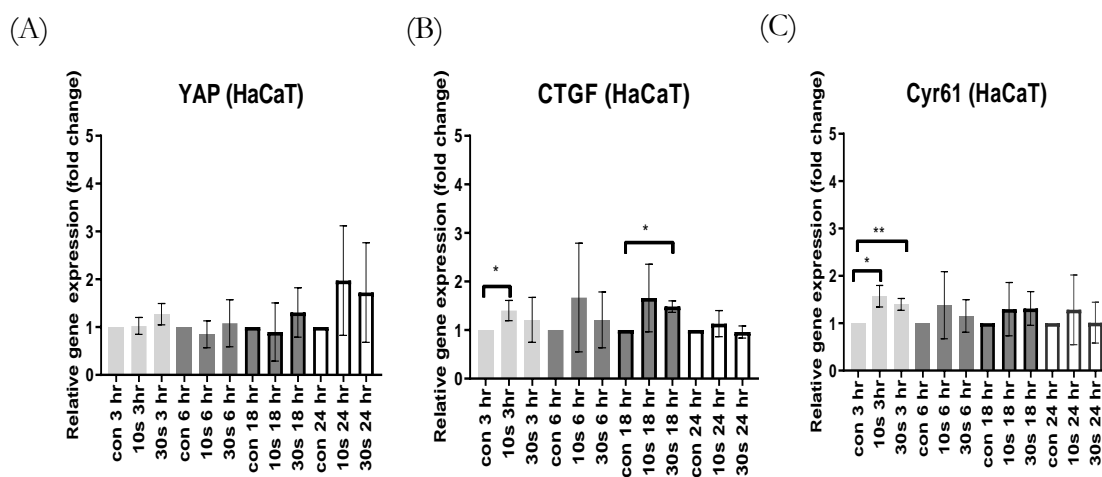 (A)
YAP (HaCaT)
Relative gene expression (fold change)
5
4
3
2
1
0
con 3 hr
10s 3hr
30s 3 hr
con 6 hr
10s 6 hr
30s 6 hr
con 18 hr
10s 18 hr
30s 18 hr
con 24 hr
10s 24 hr
30s 24 hr
(B)
CTGF (HaCaT)
Relative gene expression (fold change)
5
4
3
2
1
0
*
*
con 3 hr
10s 3hr
30s 3 hr
con 6 hr
10s 6 hr
30s 6 hr
con 18 hr
10s 18 hr
30s 18 hr
con 24 hr
10s 24 hr
30s 24 hr
(C)
Cyr61 (HaCaT)
Relative gene expression (fold change)
5
4
3
2
1
0
**
*
con 3 hr
10s 3hr
30s 3 hr
con 6 hr
10s 6 hr
30s 6 hr
con 18 hr
10s 18 hr
30s 18 hr
con 24 hr
10s 24 hr
30s 24 hr